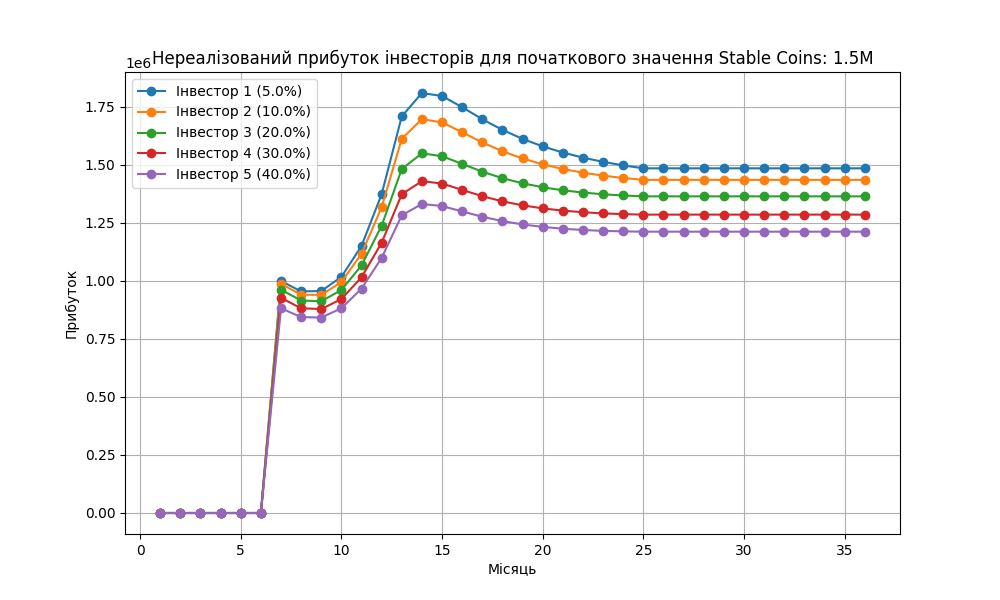 Нереалізований прибуток інвесторів для початкового значення Stable Coins: 1.5M
1e6
Інвестор 1 (5.0%)
Інвестор 2 (10.0%)
Інвестор 3 (20.0%)
Інвестор 4 (30.0%)
Інвестор 5 (40.0%)
1.75
1.50
1.25
1.00
0.75
0.50
0.25
0.00
Прибуток
0 5 10 15 20 25 30 35
Місяць